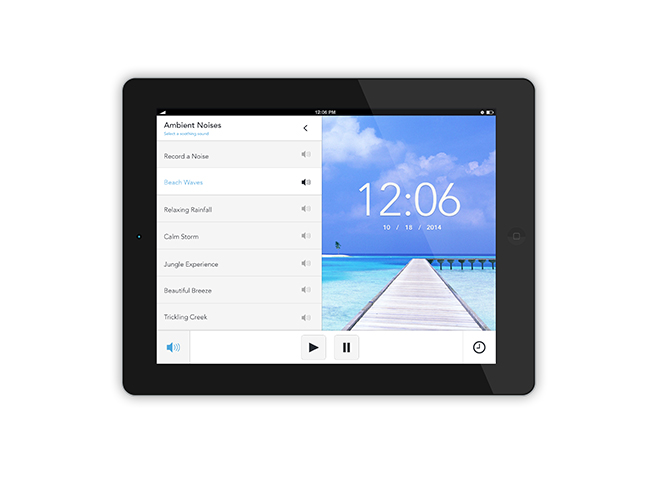 12:06 PM
Ambient Noises
Select a soothing sound
Record a Noise
Beach Waves
Relaxing Rainfall
Calm Storm
Jungle Experience
Beautiful Breeze
Trickling Creek
12:06
10 / 18 / 2014